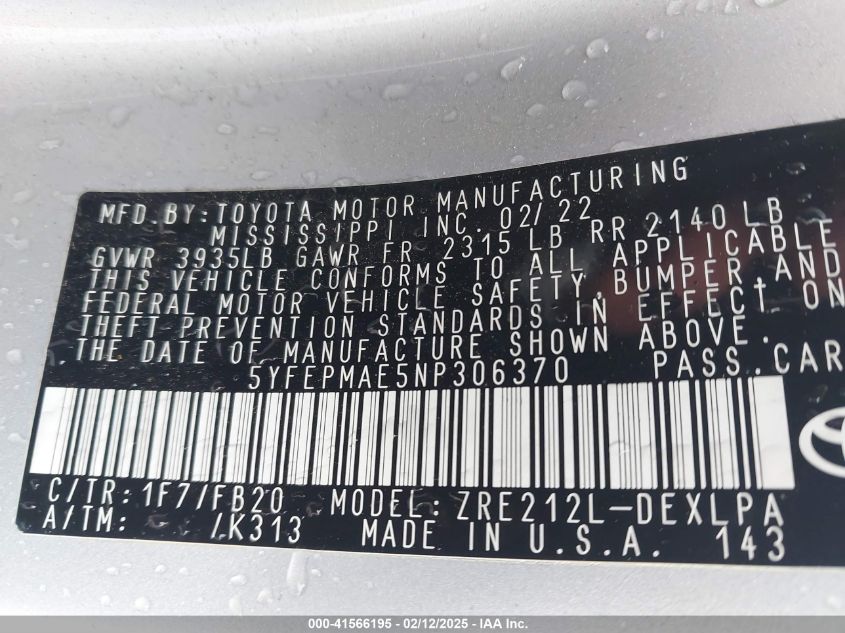 MFD. BY: TOYOTA MOTOR MANUFACTURING
MISSISSIPPI INC. 02/22
GVWR 3935LB GAWR FR 2315 LB RR 2140 LB
THIS VEHICLE CONFORMS TO ALL APPLICABLE
FEDERAL MOTOR VEHICLE SAFETY, BUMPER, AND
THEFT PREVENTION STANDARDS IN EFFECT ON
THE DATE OF MANUFACTURE SHOWN ABOVE.
5YFEPMAE5NP306370 PASS. CAR
C/TR: 1F7/FB20 MODEL: ZRE212L-DEXLPA
A/TM: /K313 MADE IN U.S.A. 143
000-41566195 - 02/12/2025 - IAA Inc.